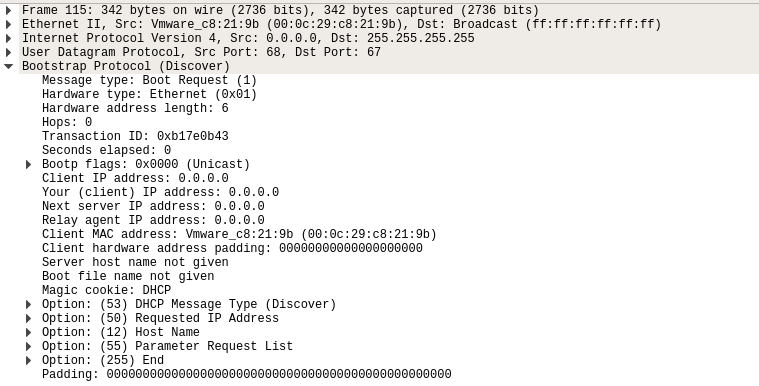 Frame 115: 342 bytes on wire (2736 bits), 342 bytes captured (2736 bits)
Ethernet II, Src: Vmware_c8:21:9b (00:0c:29:c8:21:9b), Dst: Broadcast (ff:ff:ff:ff:ff:ff)
Internet Protocol Version 4, Src: 0.0.0.0, Dst: 255.255.255.255
User Datagram Protocol, Src Port: 68, Dst Port: 67
Bootstrap Protocol (Discover)
Message type: Boot Request (1)
Hardware type: Ethernet (0x01)
Hardware address length: 6
Hops: 0
Transaction ID: 0xb17e0b43
Seconds elapsed: 0
Bootp flags: 0x0000 (Unicast)
Client IP address: 0.0.0.0
Your (client) IP address: 0.0.0.0
Next server IP address: 0.0.0.0
Relay agent IP address: 0.0.0.0
Client MAC address: Vmware_c8:21:9b (00:0c:29:c8:21:9b)
Client hardware address padding: 00000000000000000000
Server host name not given
Boot file name not given
Magic cookie: DHCP
Option: (53) DHCP Message Type (Discover)
Option: (50) Requested IP Address
Option: (12) Host Name
Option: (55) Parameter Request List
Option: (255) End
Padding: 000000000000000000000000000000000000000000000000